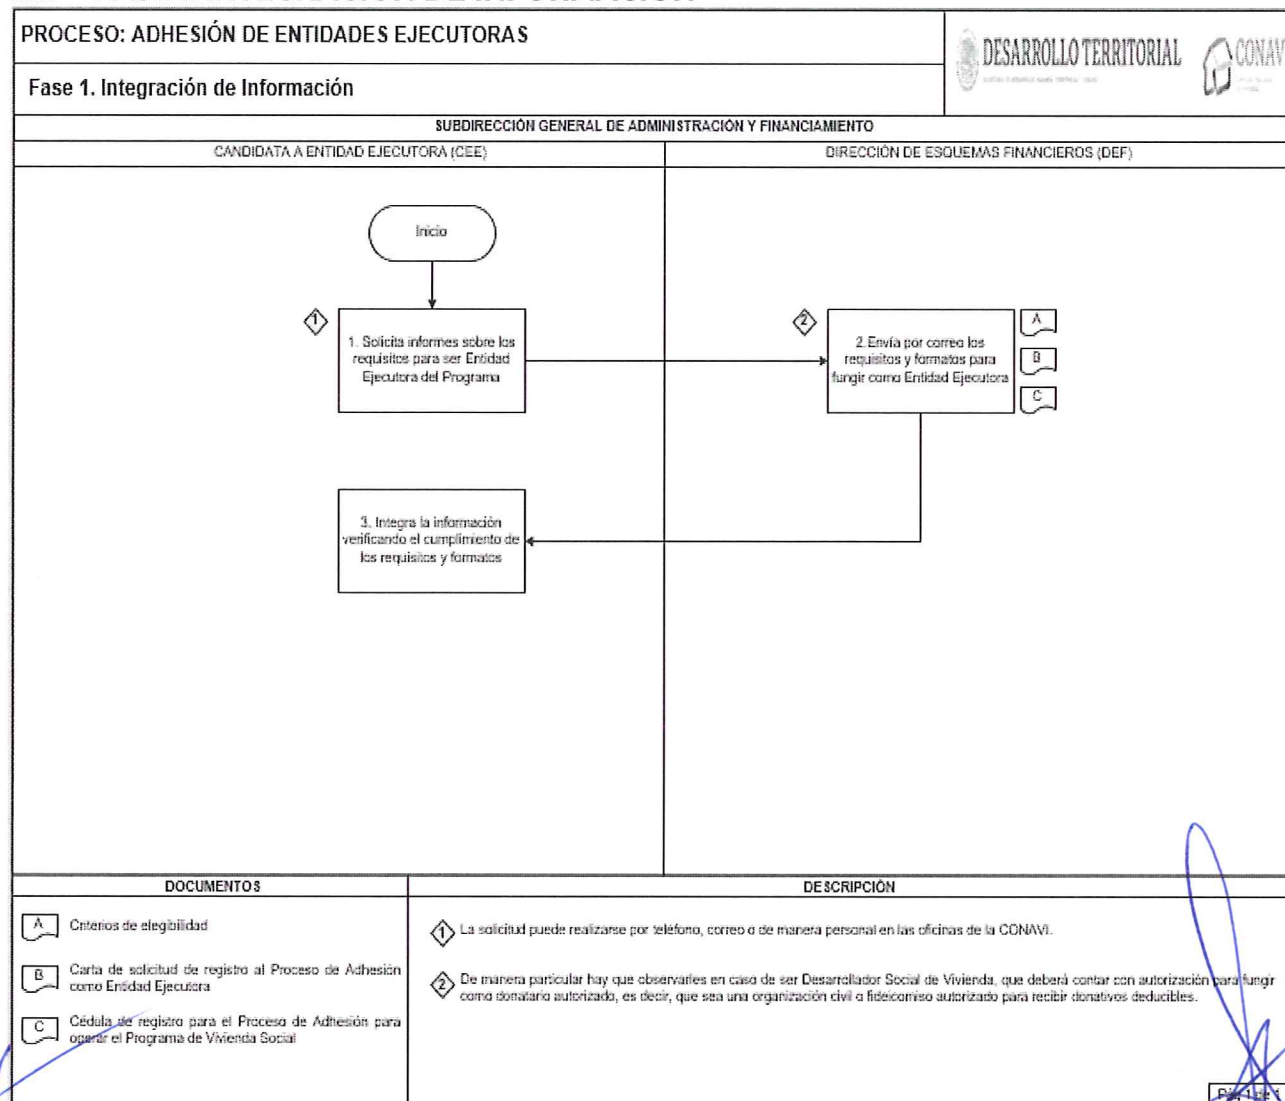 PROCESO: ADHESIÓN DE ENTIDADES EJECUTORAS
DESARROLLO TERRITORIAL
CONAVI
Fase 1. Integración de Información
SUBDIRECCIÓN GENERAL DE ADMINISTRACIÓN Y FINANCIAMIENTO
CANDIDATA A ENTIDAD EJECUTORA (CEE)
DIRECCIÓN DE ESQUEMAS FINANCIEROS (DEF)
Inicio
1
1. Solicita informes sobre los
requisitos para ser Entidad
Ejecutora del Programa
2
2. Envía por correo los
requisitos y formatos para
fungir como Entidad Ejecutora
A
B
C
3. Integra la información
verificando el cumplimiento de
los requisitos y formatos
DOCUMENTOS
A Criterios de elegibilidad
B Carta de solicitud de registro al Proceso de Adhesión
como Entidad Ejecutora
C Cédula de registro para el Proceso de Adhesión para
operar el Programa de Vivienda Social
DESCRIPCIÓN
1 La solicitud puede realizarse por teléfono, correo o de manera personal en las oficinas de la CONAVI.
2 De manera particular hay que observarles en caso de ser Desarrollador Social de Vivienda, que deberá contar con autorización para fungir
como donatario autorizado, es decir, que sea una organización civil o fideicomiso autorizado para recibir donativos deducibles.